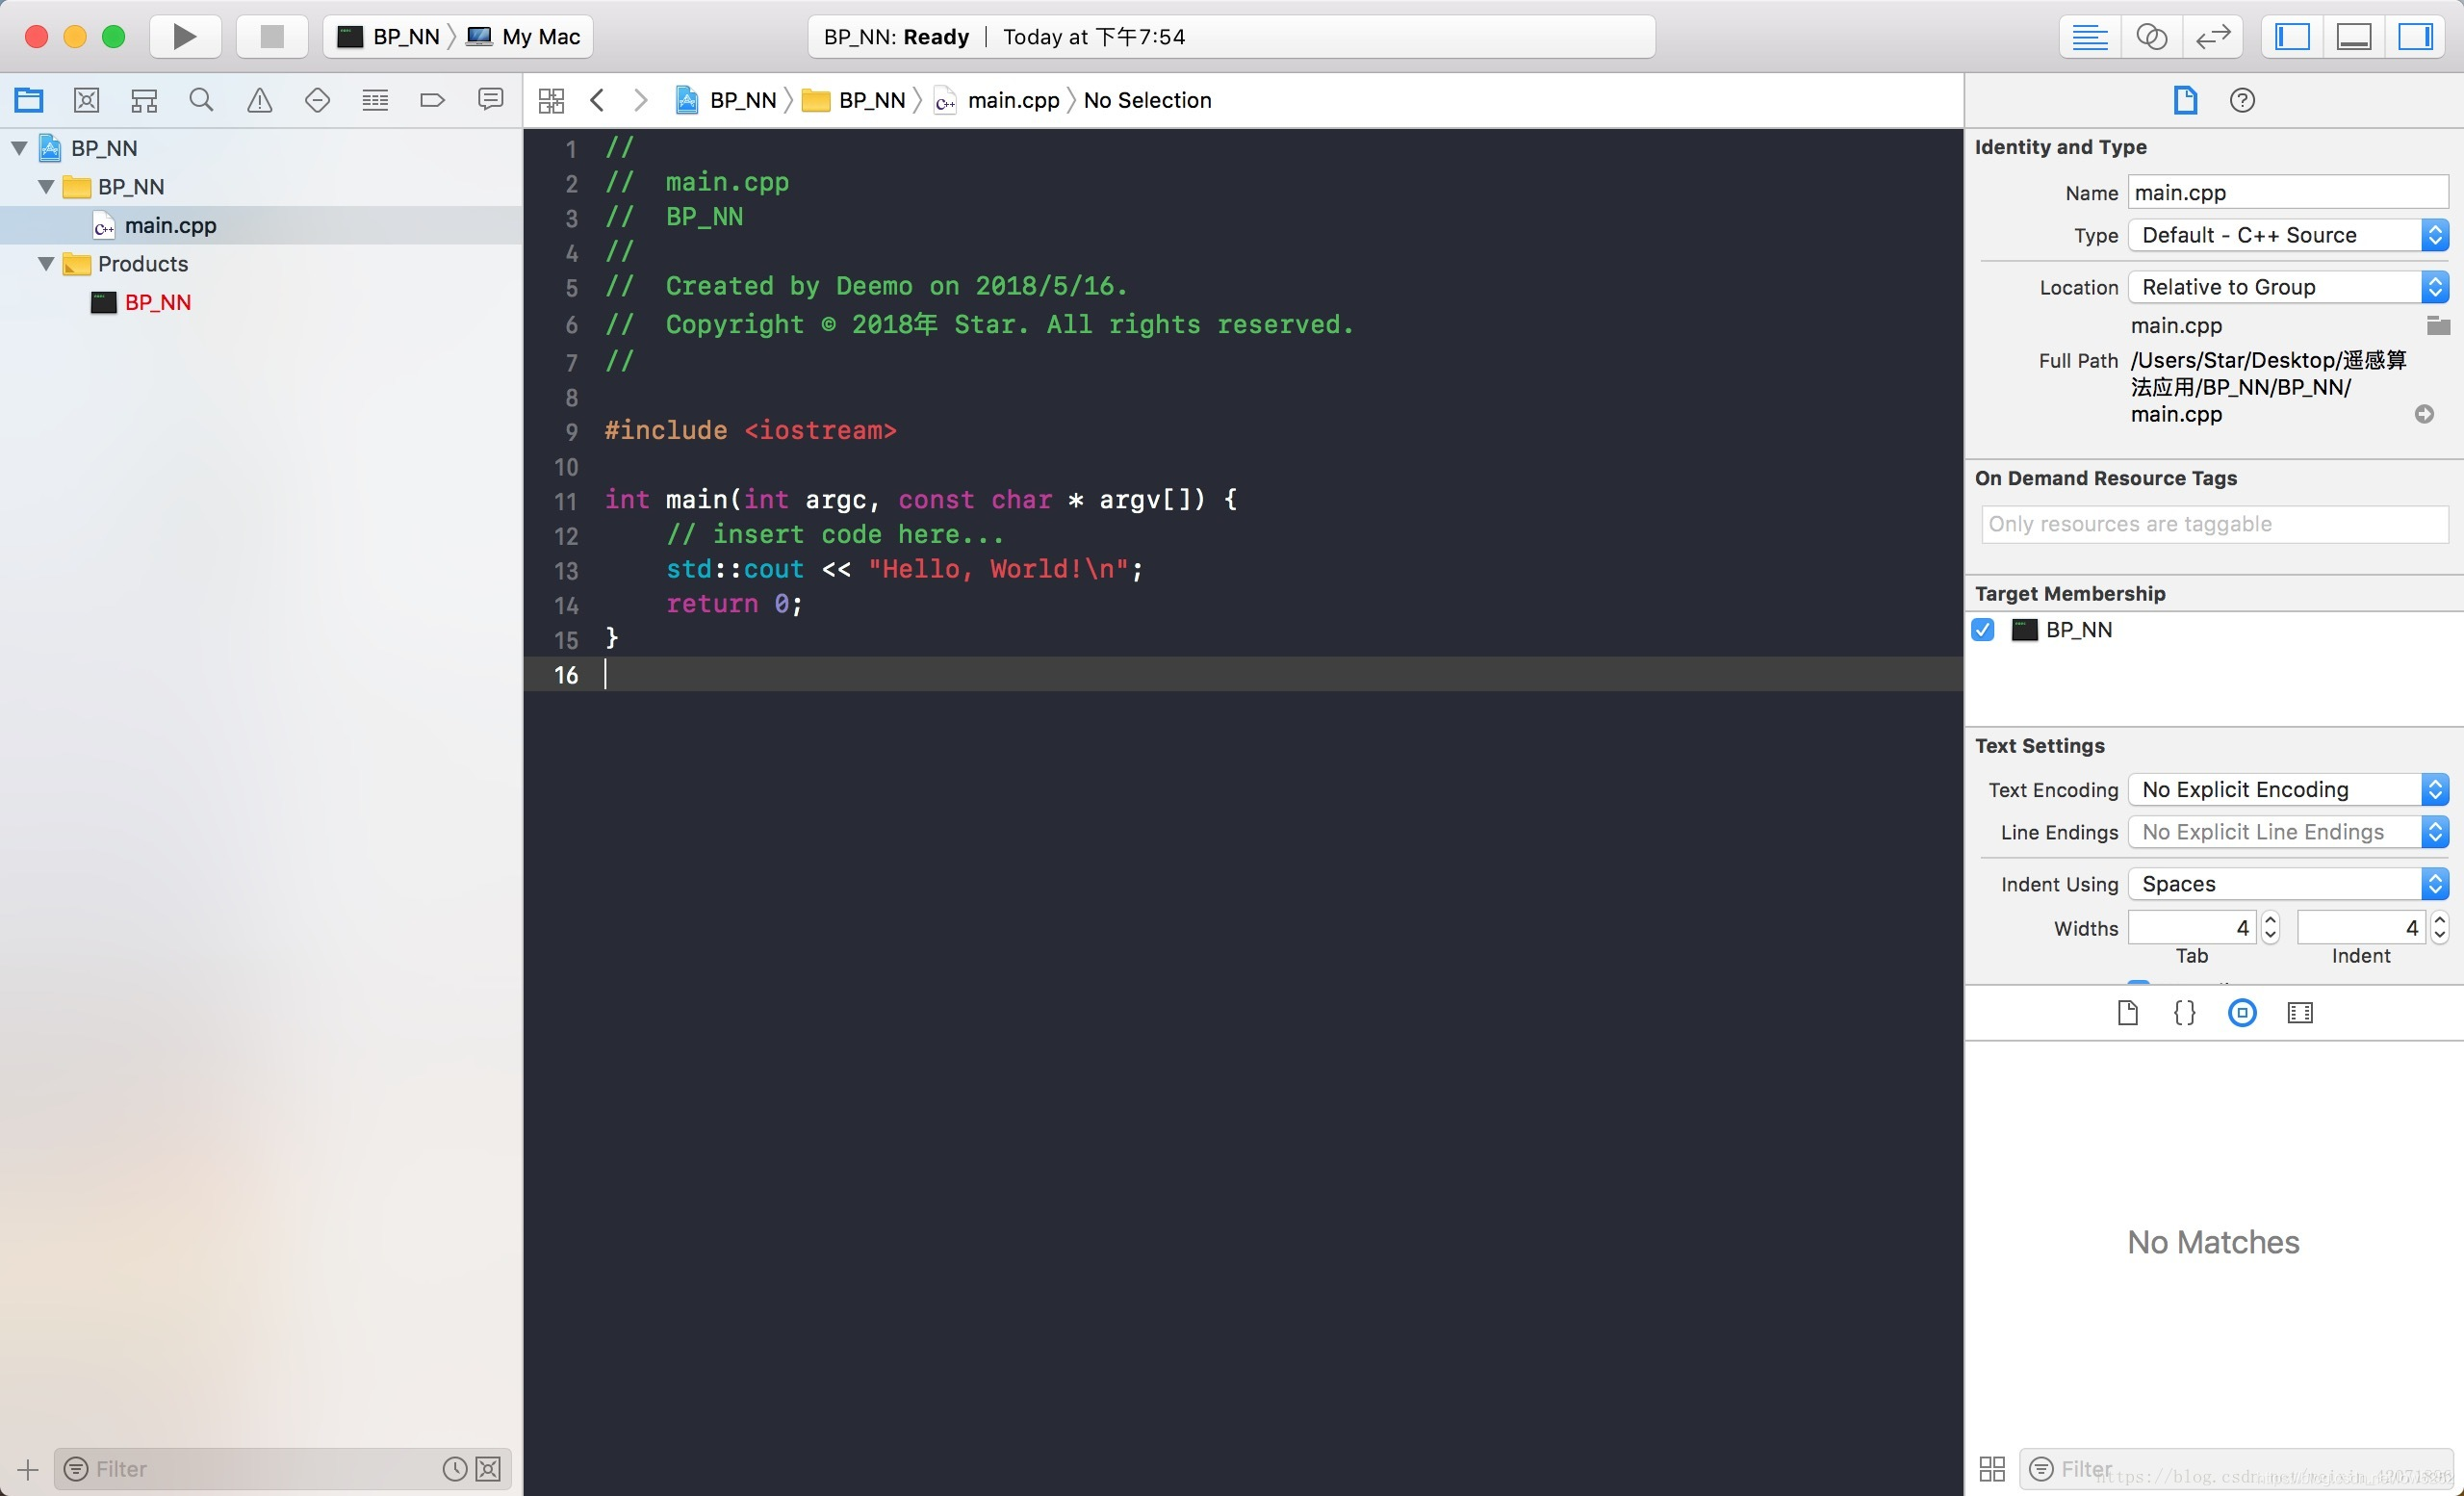 BP_NN My Mac
BP_NN: Ready | Today at 下午7:54
BP_NN
BP_NN
main.cpp
Products
BP_NN
Filter
BP_NN BP_NN main.cpp No Selection
1 //
2 //  main.cpp
3 //  BP_NN
4 //
5 //  Created by Deemo on 2018/5/16.
6 //  Copyright © 2018年 Star. All rights reserved.
7 //
8
9 #include <iostream>
10
11 int main(int argc, const char * argv[]) {
12     // insert code here...
13     std::cout << "Hello, World!\n";
14     return 0;
15 }
16
Identity and Type
Name main.cpp
Type Default - C++ Source
Location Relative to Group
main.cpp
Full Path /Users/Star/Desktop/遥感算
法应用/BP_NN/BP_NN/
main.cpp
On Demand Resource Tags
Only resources are taggable
Target Membership
BP_NN
Text Settings
Text Encoding No Explicit Encoding
Line Endings No Explicit Line Endings
Indent Using Spaces
Widths 4 4
Tab Indent
No Matches
Filter